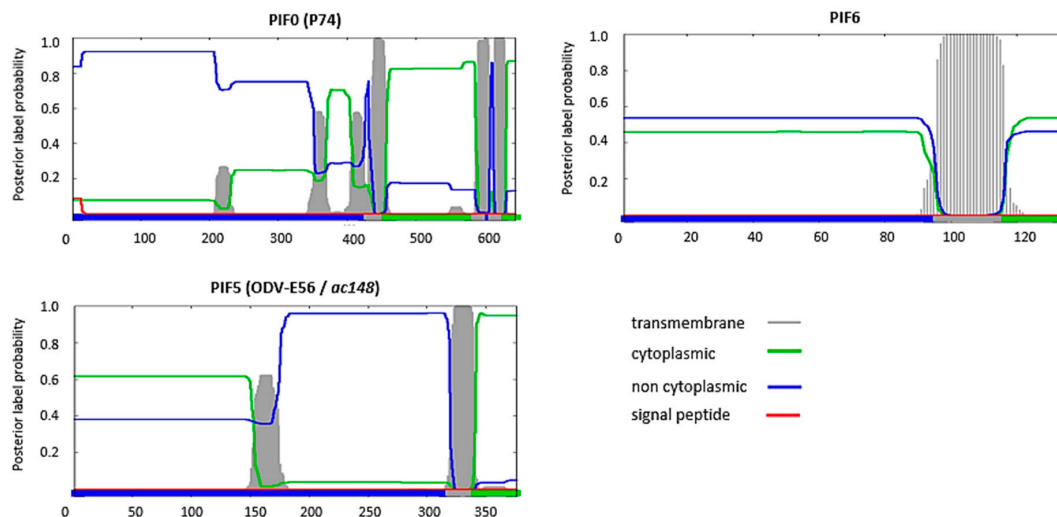 PIF0 (P74)
Posterior label probability
1.0
0.8
0.6
0.4
0.2
0 100 200 300 400 500 600
PIF6
Posterior label probability
1.0
0.8
0.6
0.4
0.2
0 20 40 60 80 100 120
PIF5 (ODV-E56 / ac148)
Posterior label probability
1.0
0.8
0.6
0.4
0.2
0 50 100 150 200 250 300 350
transmembrane
cytoplasmic
non cytoplasmic
signal peptide